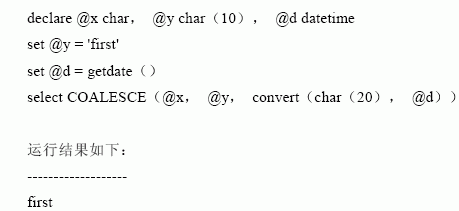 declare @x char， @y char（10）， @d datetime
set @y = 'first'
set @d = getdate（）
select COALESCE（@x， @y， convert（char（20）， @d））
运行结果如下：
-------------------
first